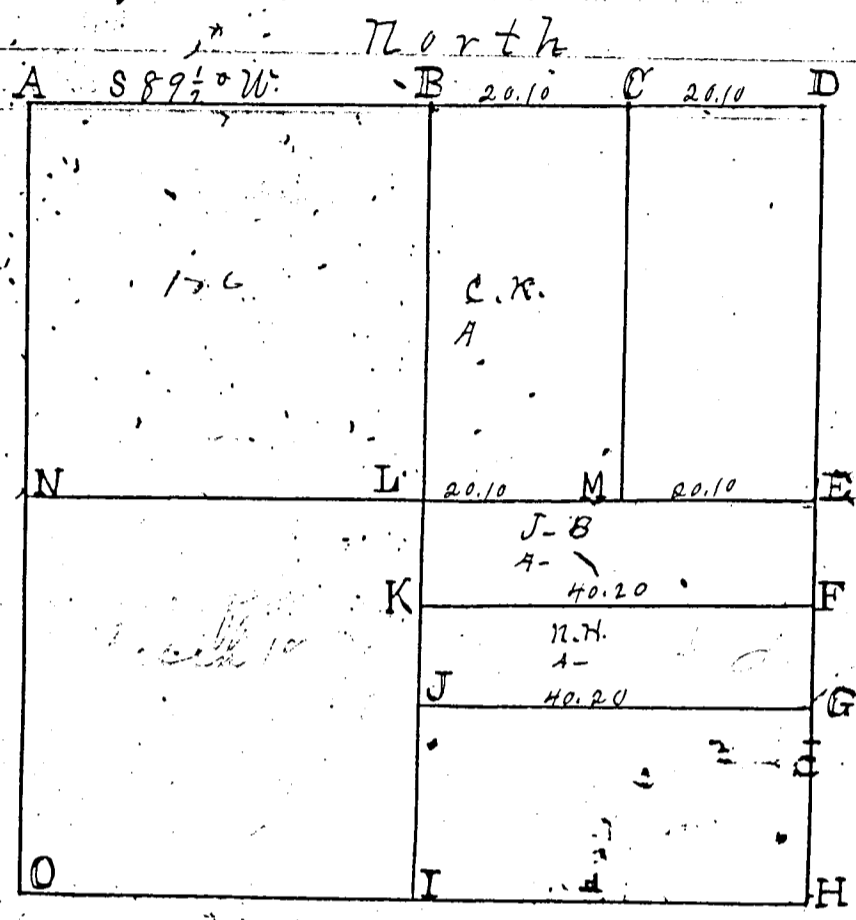 North
A S 89½° W. B 20.10 C 20.10 D
C. K.
A
N L 20.10 M 20.10 E
J- B
A-
K 40.20 F
N.H.
A-
J 40.20 G
O I H